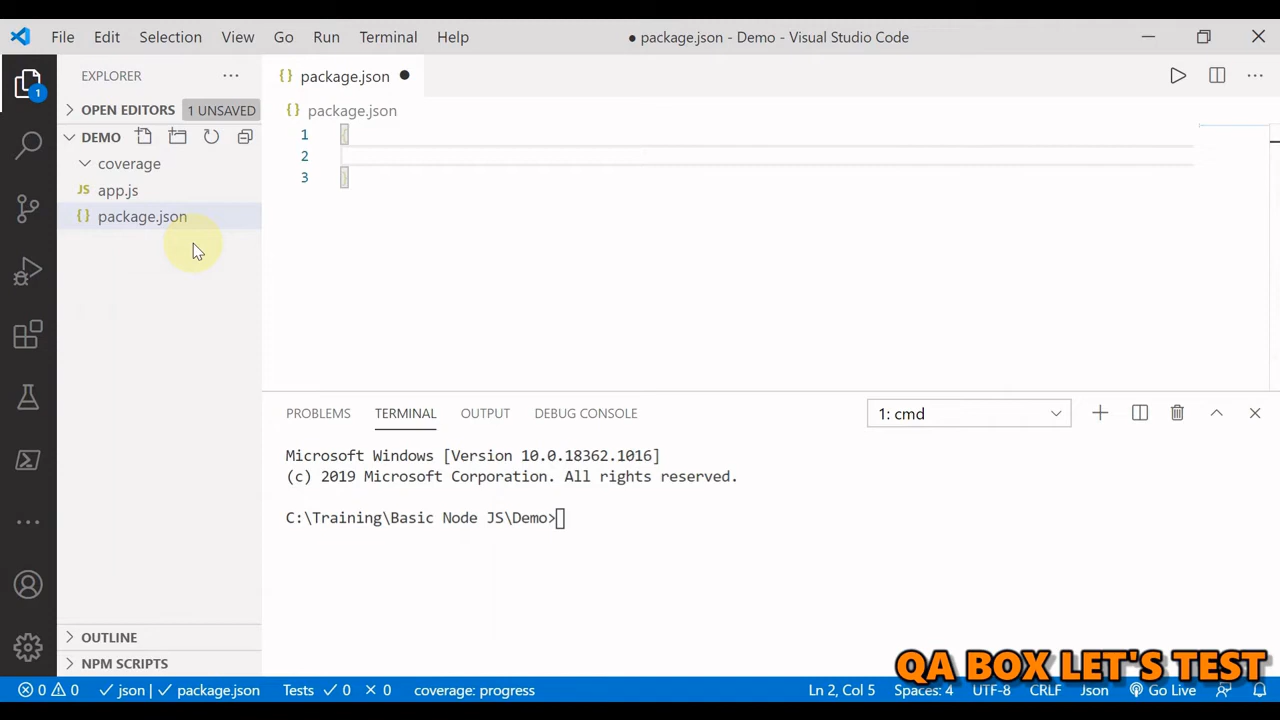 File Edit Selection View Go Run Terminal Help
● package.json - Demo - Visual Studio Code
1
EXPLORER
OPEN EDITORS 1 UNSAVED
DEMO
coverage
JS app.js
{} package.json
OUTLINE
NPM SCRIPTS
{} package.json ●
{} package.json
1 {
2
3 }
PROBLEMS TERMINAL OUTPUT DEBUG CONSOLE 1: cmd
Microsoft Windows [Version 10.0.18362.1016]
(c) 2019 Microsoft Corporation. All rights reserved.
C:\Training\Basic Node JS\Demo>
QA BOX LET'S TEST
0 0 ✓ json | ✓ package.json Tests ✓ 0 × 0 coverage: progress Ln 2, Col 5 Spaces: 4 UTF-8 CRLF Json Go Live